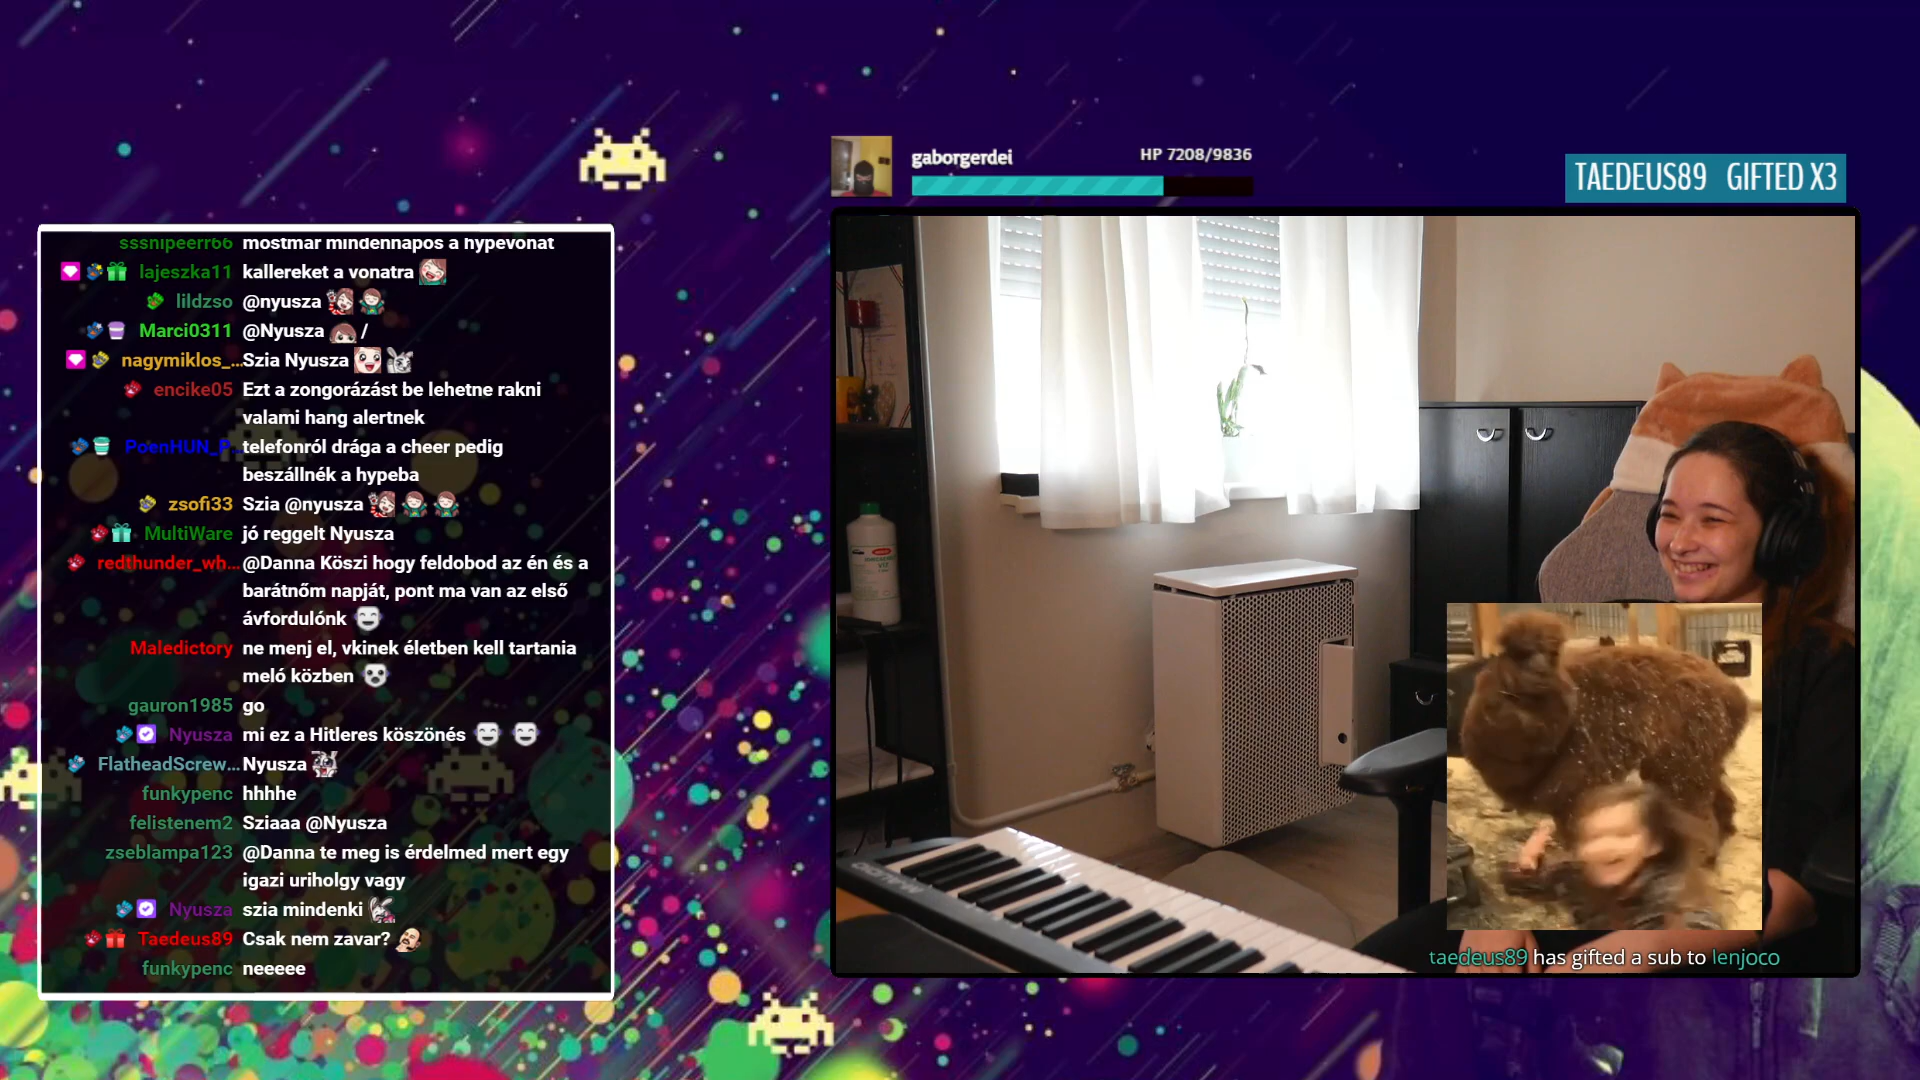 gaborgerdei HP 7208/9836
TAEDEUS89 GIFTED X3
sssnipeerr66 mostmár mindennapos a hypevonat
lajeszka11 kallereket a vonatra
lildzso @nyusza
Marci0311 @Nyusza /
nagymiklos_... Szia Nyusza
encike05 Ezt a zongorázást be lehetne rakni
valami hang alertnek
PoenHUN_P... telefonról drága a cheer pedig
beszállnék a hypeba
zsofi33 Szia @nyusza
MultiWare jó reggelt Nyusza
redthunder_wh... @Danna Köszi hogy feldobod az én és a
barátnőm napját, pont ma van az első
ávfordulónk
Maledictory ne menj el, vkinek életben kell tartania
meló közben
gauron1985 go
Nyusza mi ez a Hitleres köszönés
FlatheadScrew... Nyusza
funkypenc hhhhe
felistenem2 Sziaaa @Nyusza
zseblampa123 @Danna te meg is érdelmed mert egy
igazi uriholgy vagy
Nyusza szia mindenki
Taedeus89 Csak nem zavar?
funkypenc neeeee
taedeus89 has gifted a sub to lenjoco